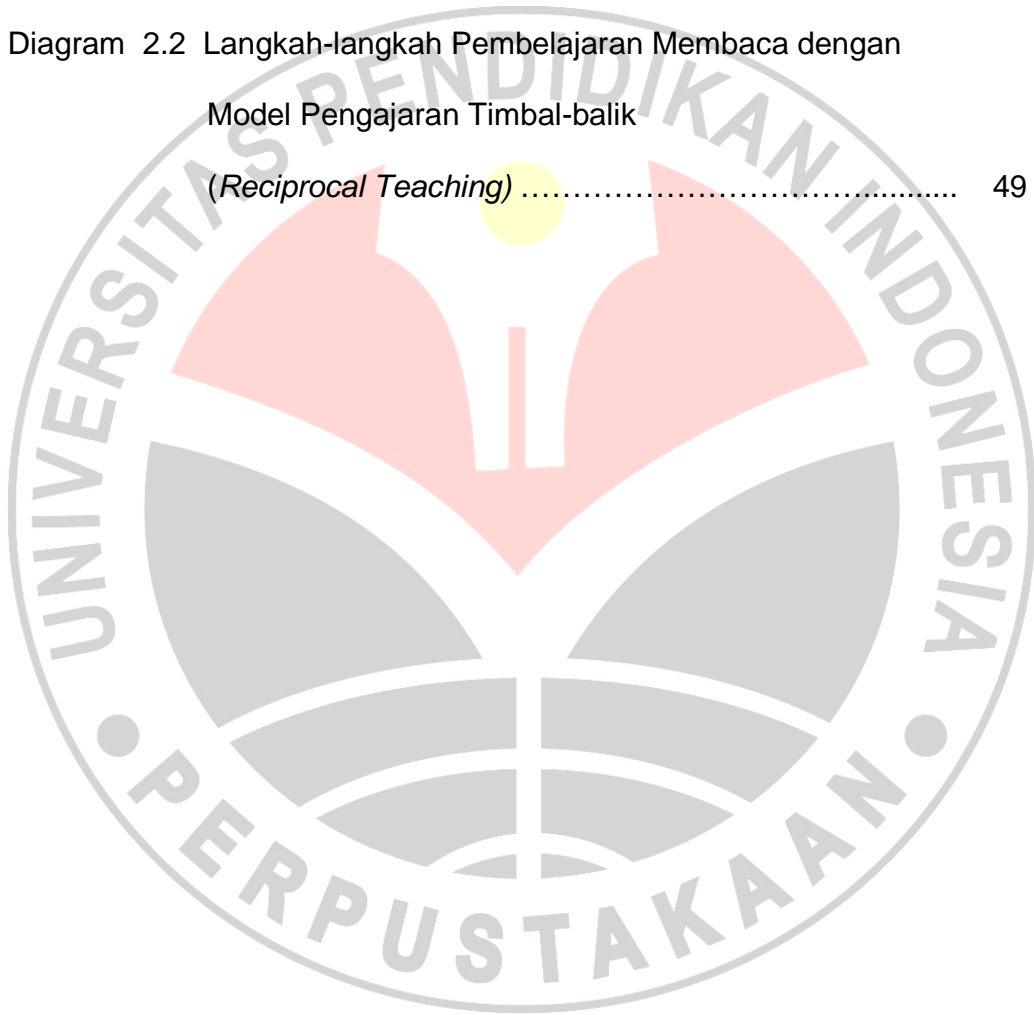 Diagram 2.2 Langkah-langkah Pembelajaran Membaca dengan
Model Pengajaran Timbal-balik
(Reciprocal Teaching) ……………………………........... 49
UNIVERSITAS PENDIDIKAN INDONESIA
PERPUSTAKAAN